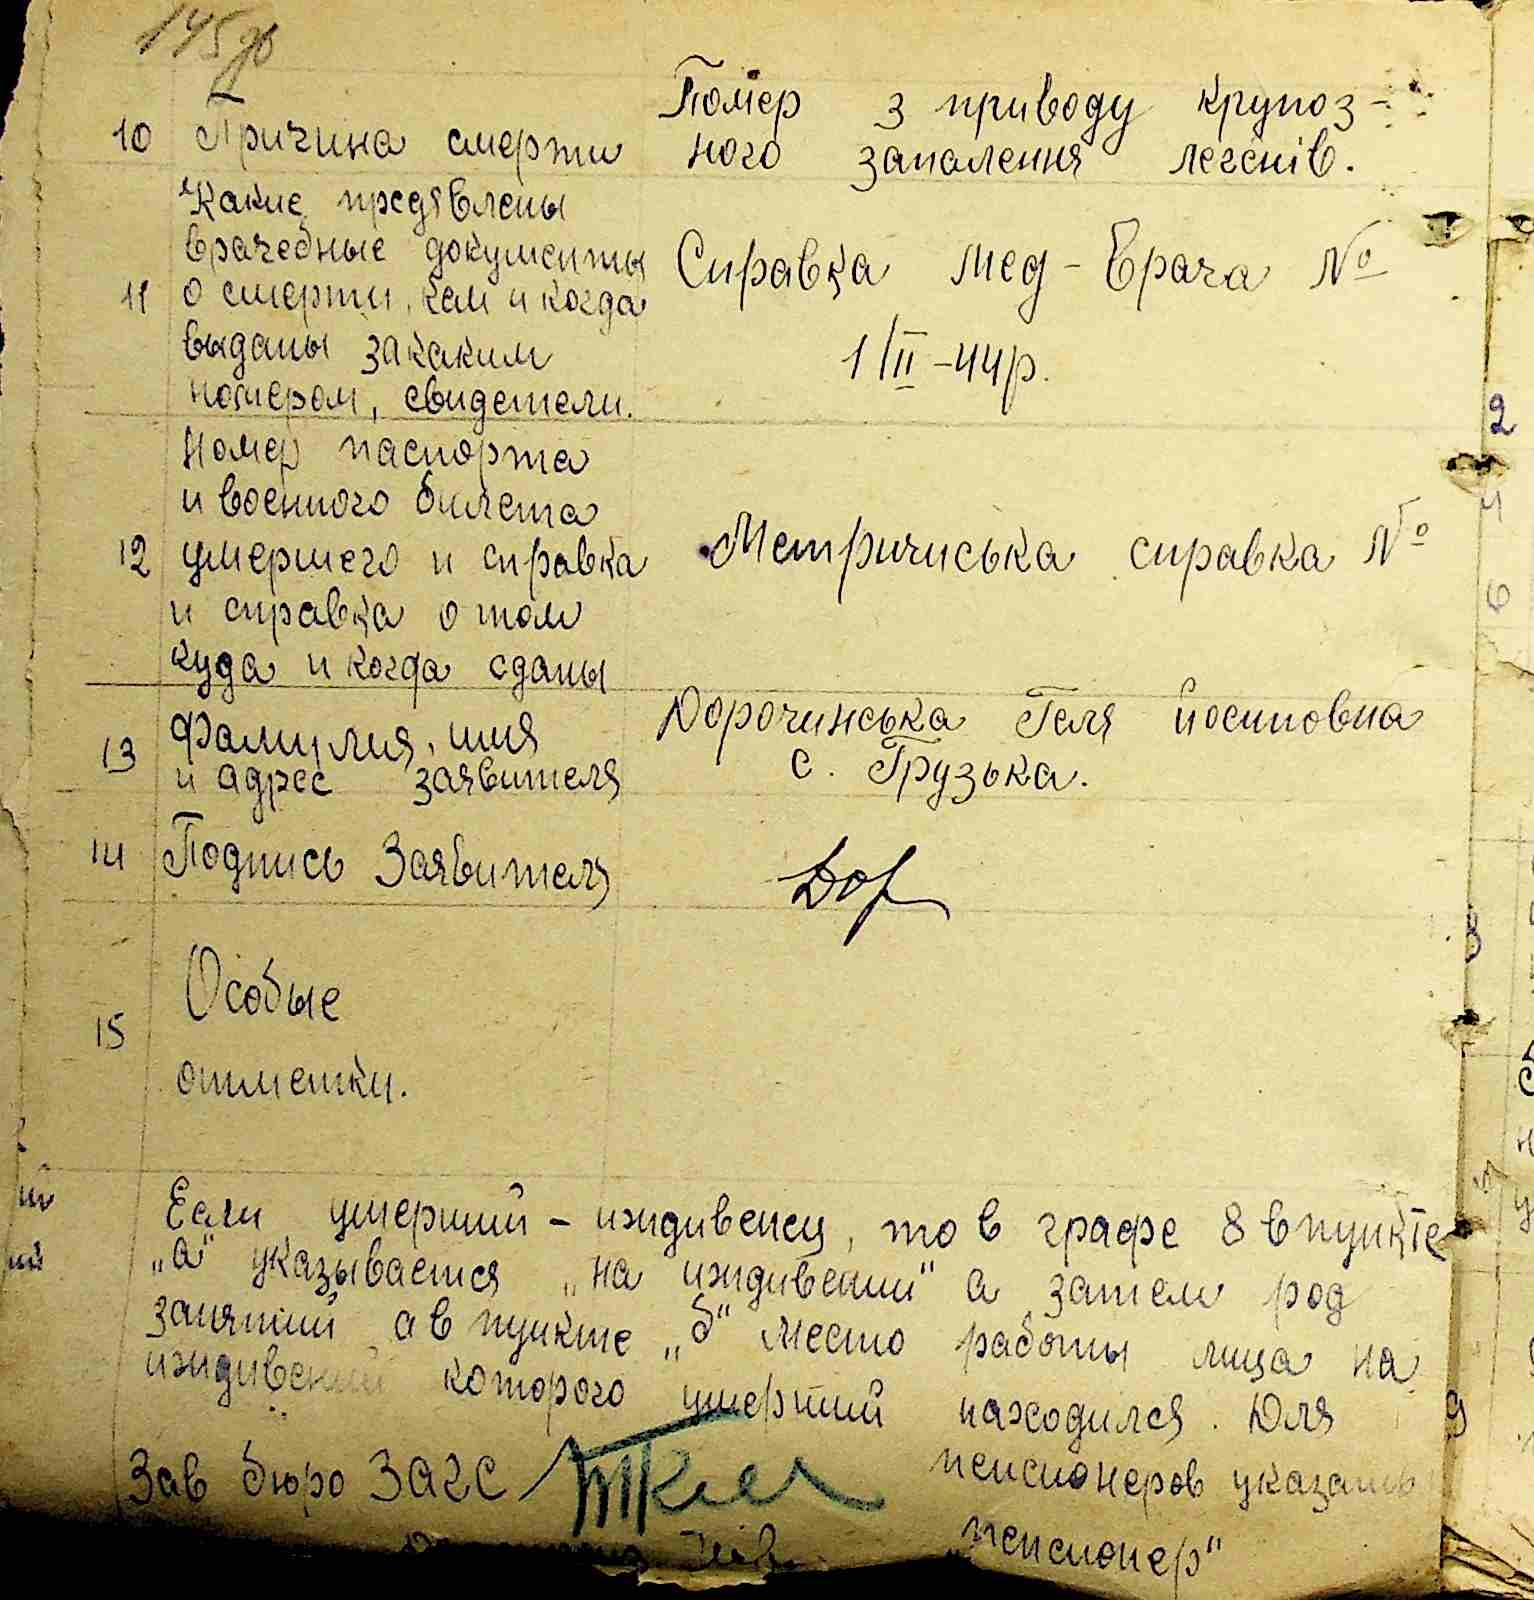 145
10 Причина смерти
Помер з приводу крупоз-
ного запалення легенів.
11 Какие предявлены
врачебные документы
о смерти, кем и когда
выданы за каким
номером, свидетели.
Справка мед-врача №
1/II-44р.
12 Номер паспорта
и военного билета
умершего и справка
и справка о том
куда и когда сданы
Метричиська справка №
13 Фамилия, имя
и адрес заявителя
Дорочинська Геля Йосиповна
с. Грузька.
14 Подпись Заявителя
Дор
15 Особые
отметки.
Если умерший - иждивенец, то в графе 8 в пункте
„а“ указывается „на иждивении“ а затем род
занятий а в пункте „б“ место работы лица на
иждивений которого умерший находился. Для
пенсионеров указать
„пенсионер“
Зав бюро ЗАГС